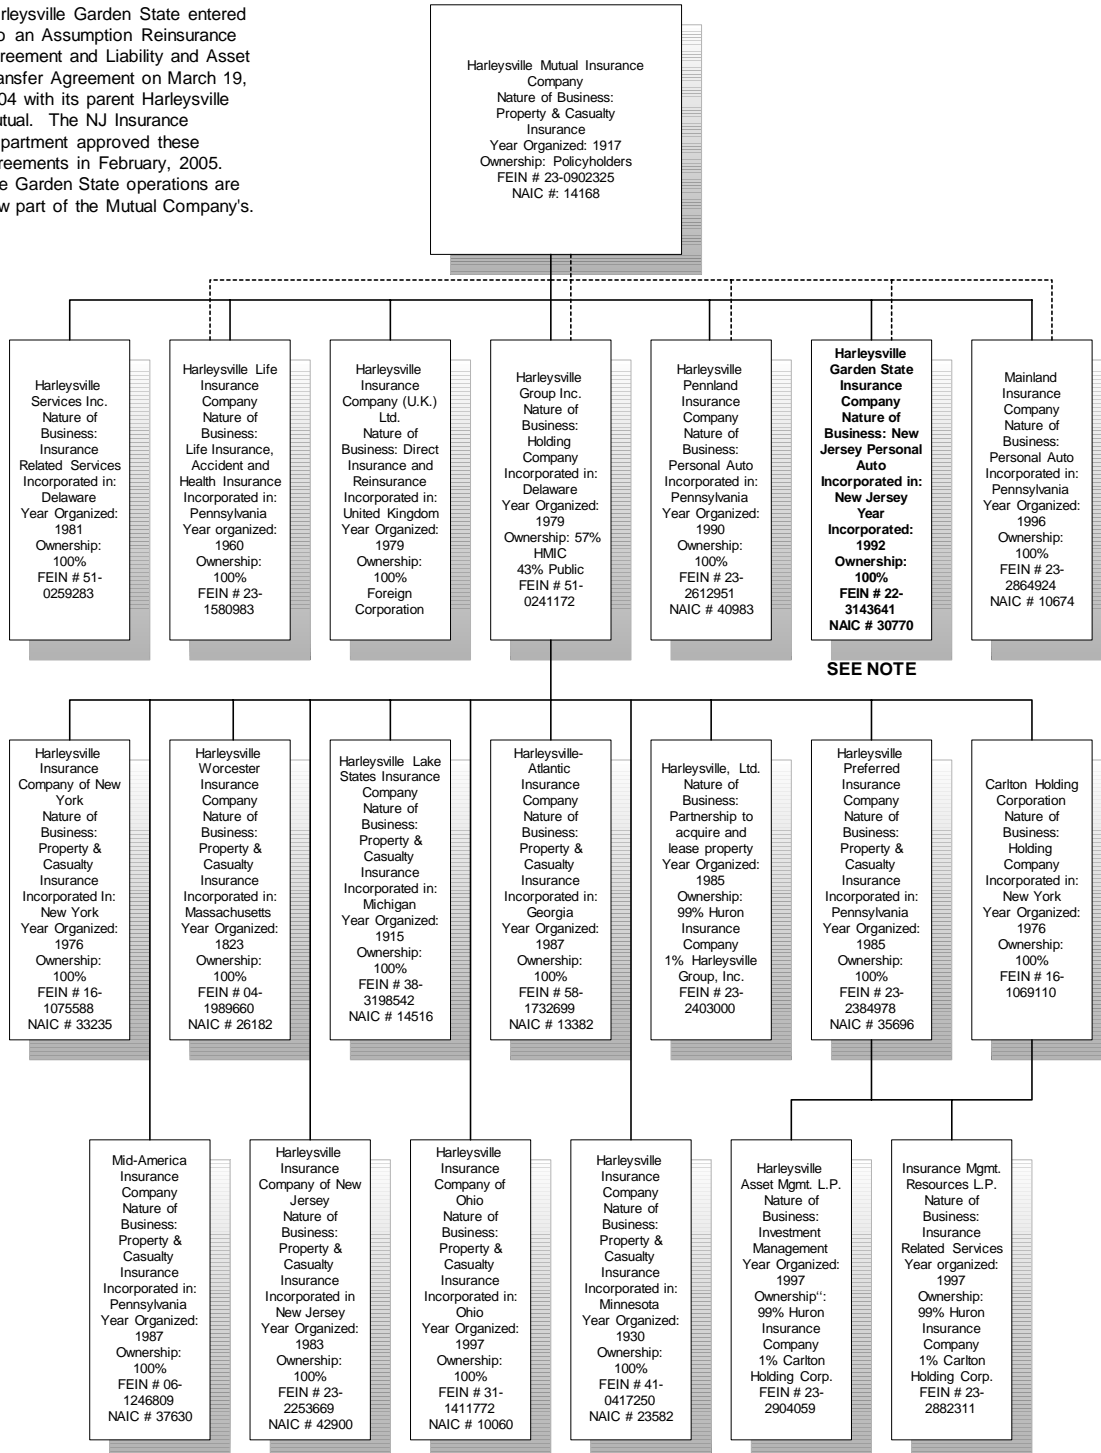 rleysville Garden State entered
o an Assumption Reinsurance
reement and Liability and Asset
ansfer Agreement on March 19,
04 with its parent Harleysville
utual. The NJ Insurance
partment approved these
reements in February, 2005.
e Garden State operations are
w part of the Mutual Company's.
Harleysville Mutual Insurance
Company
Nature of Business:
Property & Casualty
Insurance
Year Organized: 1917
Ownership: Policyholders
FEIN # 23-0902325
NAIC #: 14168
Harleysville
Services Inc.
Nature of
Business:
Insurance
Related Services
Incorporated in:
Delaware
Year Organized:
1981
Ownership:
100%
FEIN # 51-
0259283
Harleysville Life
Insurance
Company
Nature of
Business:
Life Insurance,
Accident and
Health Insurance
Incorporated in:
Pennsylvania
Year organized:
1960
Ownership:
100%
FEIN # 23-
1580983
Harleysville
Insurance
Company (U.K.)
Ltd.
Nature of
Business: Direct
Insurance and
Reinsurance
Incorporated in:
United Kingdom
Year Organized:
1979
Ownership:
100%
Foreign
Corporation
Harleysville
Group Inc.
Nature of
Business:
Holding
Company
Incorporated in:
Delaware
Year Organized:
1979
Ownership: 57%
HMIC
43% Public
FEIN # 51-
0241172
Harleysville
Pennland
Insurance
Company
Nature of
Business:
Personal Auto
Incorporated in:
Pennsylvania
Year Organized:
1990
Ownership:
100%
FEIN # 23-
2612951
NAIC # 40983
Harleysville
Garden State
Insurance
Company
Nature of
Business: New
Jersey Personal
Auto
Incorporated in:
New Jersey
Year
Incorporated:
1992
Ownership:
100%
FEIN # 22-
3143641
NAIC # 30770
Mainland
Insurance
Company
Nature of
Business:
Personal Auto
Incorporated in:
Pennsylvania
Year Organized:
1996
Ownership:
100%
FEIN # 23-
2864924
NAIC # 10674
SEE NOTE
Harleysville
Insurance
Company of New
York
Nature of
Business:
Property &
Casualty
Insurance
Incorporated In:
New York
Year Organized:
1976
Ownership:
100%
FEIN # 16-
1075588
NAIC # 33235
Harleysville
Worcester
Insurance
Company
Nature of
Business:
Property &
Casualty
Insurance
Incorporated in:
Massachusetts
Year Organized:
1823
Ownership:
100%
FEIN # 04-
1989660
NAIC # 26182
Harleysville Lake
States Insurance
Company
Nature of
Business:
Property &
Casualty
Insurance
Incorporated in:
Michigan
Year Organized:
1915
Ownership:
100%
FEIN # 38-
3198542
NAIC # 14516
Harleysville-
Atlantic
Insurance
Company
Nature of
Business:
Property &
Casualty
Insurance
Incorporated in:
Georgia
Year Organized:
1987
Ownership:
100%
FEIN # 58-
1732699
NAIC # 13382
Harleysville, Ltd.
Nature of
Business:
Partnership to
acquire and
lease property
Year Organized:
1985
Ownership:
99% Huron
Insurance
Company
1% Harleysville
Group, Inc.
FEIN # 23-
2403000
Harleysville
Preferred
Insurance
Company
Nature of
Business:
Property &
Casualty
Insurance
Incorporated in:
Pennsylvania
Year Organized:
1985
Ownership:
100%
FEIN # 23-
2384978
NAIC # 35696
Carlton Holding
Corporation
Nature of
Business:
Holding
Company
Incorporated in:
New York
Year Organized:
1976
Ownership:
100%
FEIN # 16-
1069110
Mid-America
Insurance
Company
Nature of
Business:
Property &
Casualty
Insurance
Incorporated in:
Pennsylvania
Year Organized:
1987
Ownership:
100%
FEIN # 06-
1246809
NAIC # 37630
Harleysville
Insurance
Company of New
Jersey
Nature of
Business:
Property &
Casualty
Insurance
Incorporated in
New Jersey
Year Organized:
1983
Ownership:
100%
FEIN # 23-
2253669
NAIC # 42900
Harleysville
Insurance
Company of
Ohio
Nature of
Business:
Property &
Casualty
Insurance
Incorporated in:
Ohio
Year Organized:
1997
Ownership:
100%
FEIN # 31-
1411772
NAIC # 10060
Harleysville
Insurance
Company
Nature of
Business:
Property &
Casualty
Insurance
Incorporated in:
Minnesota
Year Organized:
1930
Ownership:
100%
FEIN # 41-
0417250
NAIC # 23582
Harleysville
Asset Mgmt. L.P.
Nature of
Business:
Investment
Management
Year Organized:
1997
Ownership“:
99% Huron
Insurance
Company
1% Carlton
Holding Corp.
FEIN # 23-
2904059
Insurance Mgmt.
Resources L.P.
Nature of
Business:
Insurance
Related Services
Year organized:
1997
Ownership:
99% Huron
Insurance
Company
1% Carlton
Holding Corp.
FEIN # 23-
2882311